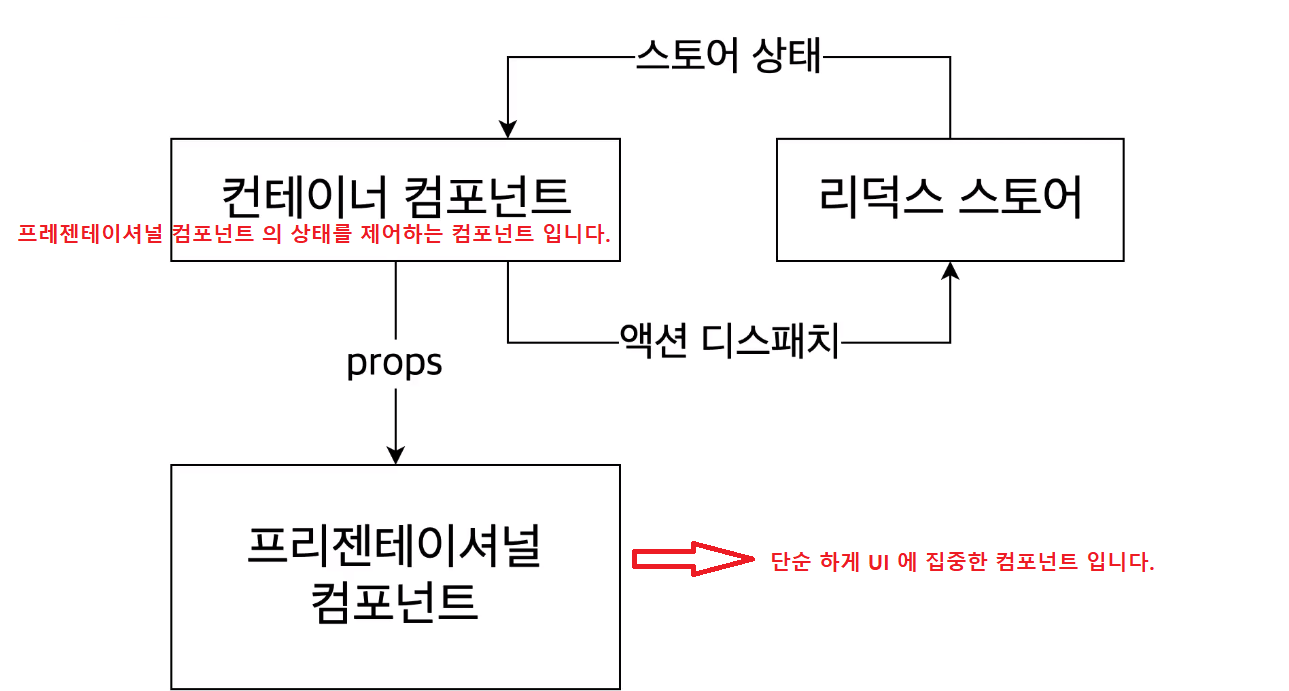 스토어 상태
컨테이너 컴포넌트
리덕스 스토어
프레젠테이셔널 컴포넌트 의 상태를 제어하는 컴포넌트 입니다.
액션 디스패치
props
프리젠테이셔널
컴포넌트
단순 하게 UI 에 집중한 컴포넌트 입니다.